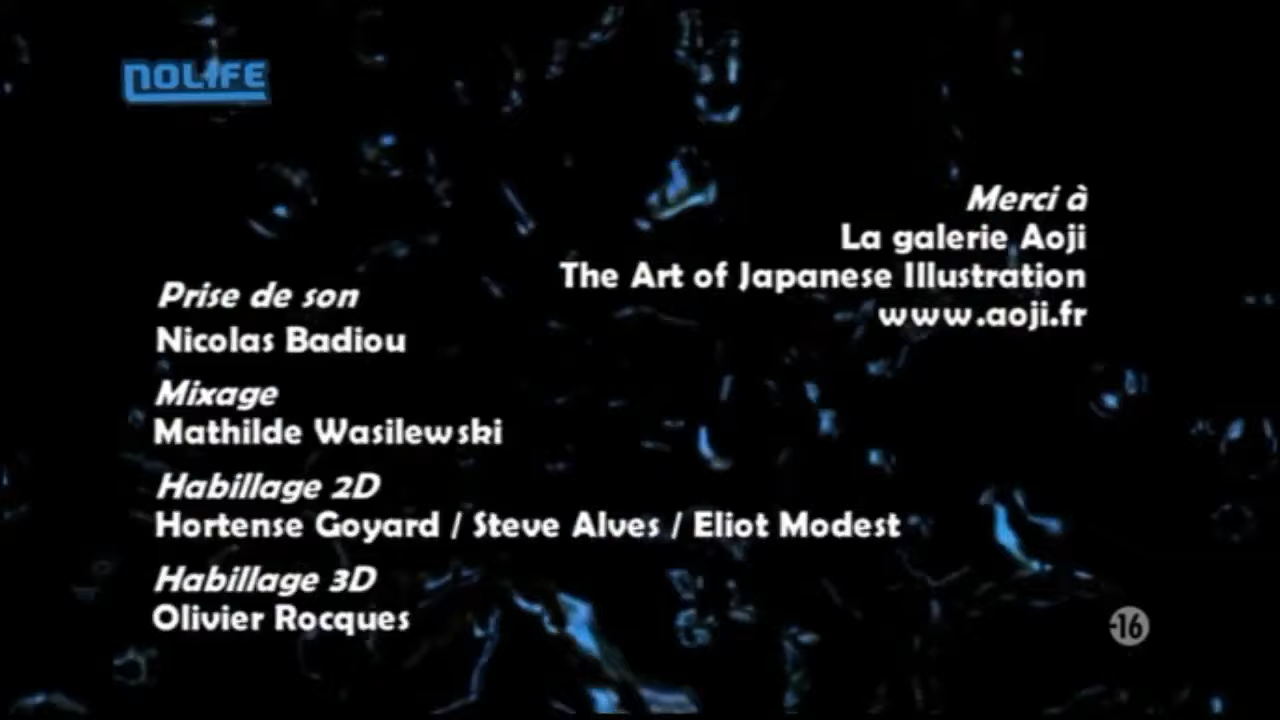 NOLIFE
Merci à
La galerie Aoji
The Art of Japanese Illustration
www.aoji.fr
Prise de son
Nicolas Badiou
Mixage
Mathilde Wasilewski
Habillage 2D
Hortense Goyard / Steve Alves / Eliot Modest
Habillage 3D
Olivier Rocques
-16